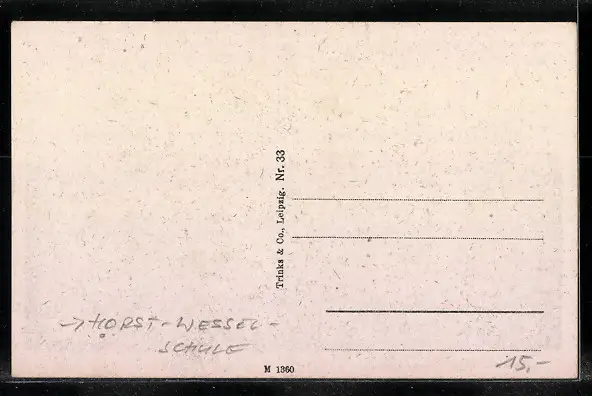 Trinks & Co., Leipzig. Nr. 33
→ HORST-WESSEL-
SCHULE
15,-
M 1360